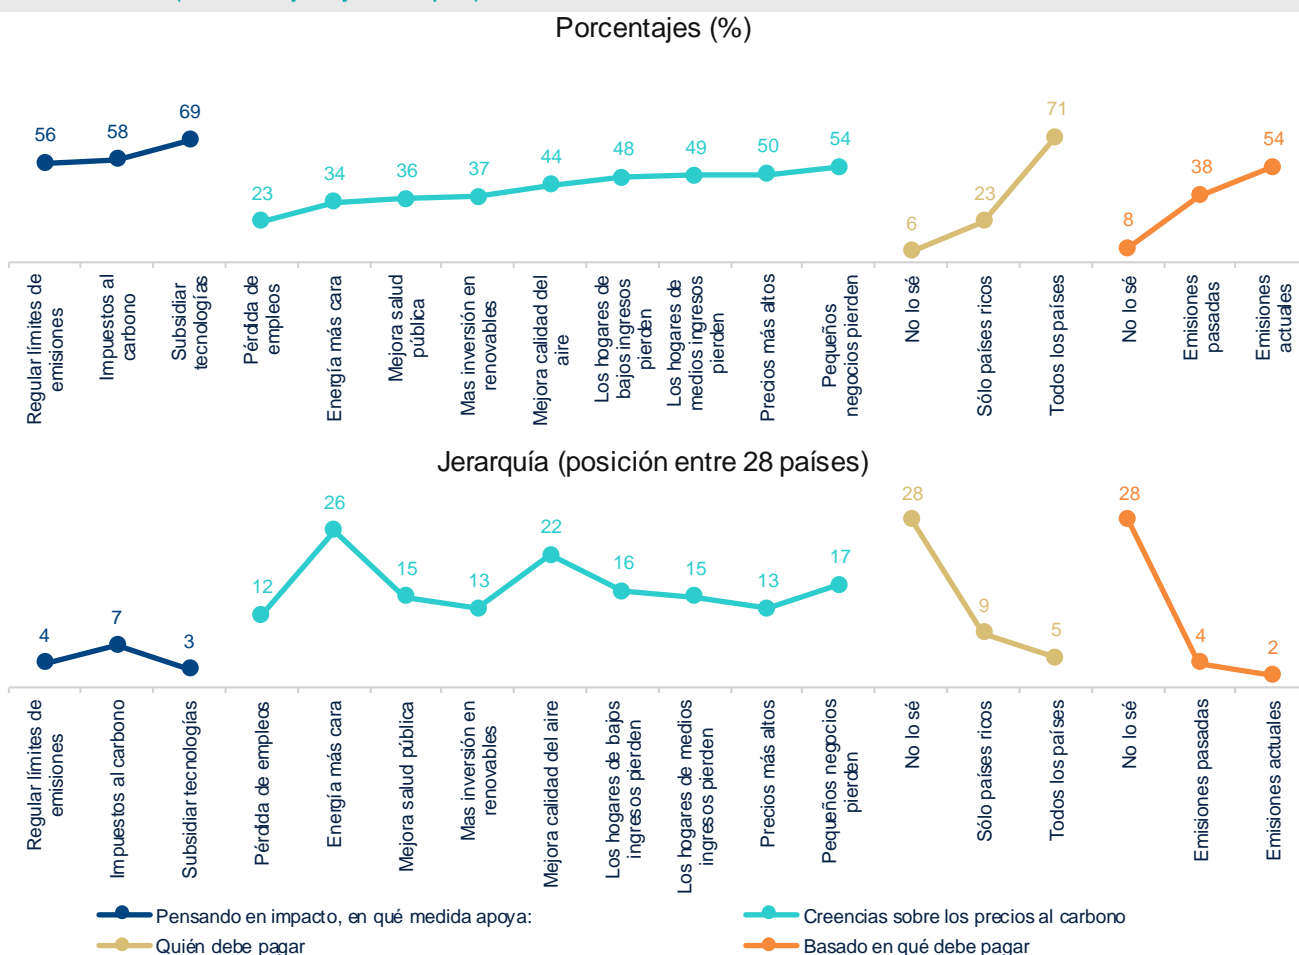 Porcentajes (%)
56
58
69
23
34
36
37
44
48
49
50
54
6
23
71
8
38
54
Regular límites de
emisiones
Impuestos al
carbono
Subsidiar
tecnologías
Pérdida de
empleos
Energía más cara
Mejora salud
pública
Mas inversión en
renovables
Mejora calidad del
aire
Los hogares de
bajos ingresos
pierden
Los hogares de
medios ingresos
pierden
Precios más altos
Pequeños
negocios pierden
No lo sé
Sólo países ricos
Todos los países
No lo sé
Emisiones
pasadas
Emisiones
actuales
Jerarquía (posición entre 28 países)
4
7
3
12
26
15
13
22
16
15
13
17
28
9
5
28
4
2
Regular límites de
emisiones
Impuestos al carbono
Subsidiar tecnologías
Pérdida de empleos
Energía más cara
Mejora salud pública
Mas inversión en
renovables
Mejora calidad del aire
Los hogares de bajos
ingresos pierden
Los hogares de medios
ingresos pierden
Precios más altos
Pequeños negocios
pierden
No lo sé
Sólo países ricos
Todos los países
No lo sé
Emisiones pasadas
Emisiones actuales
Pensando en impacto, en qué medida apoya:
Creencias sobre los precios al carbono
Quién debe pagar
Basado en qué debe pagar